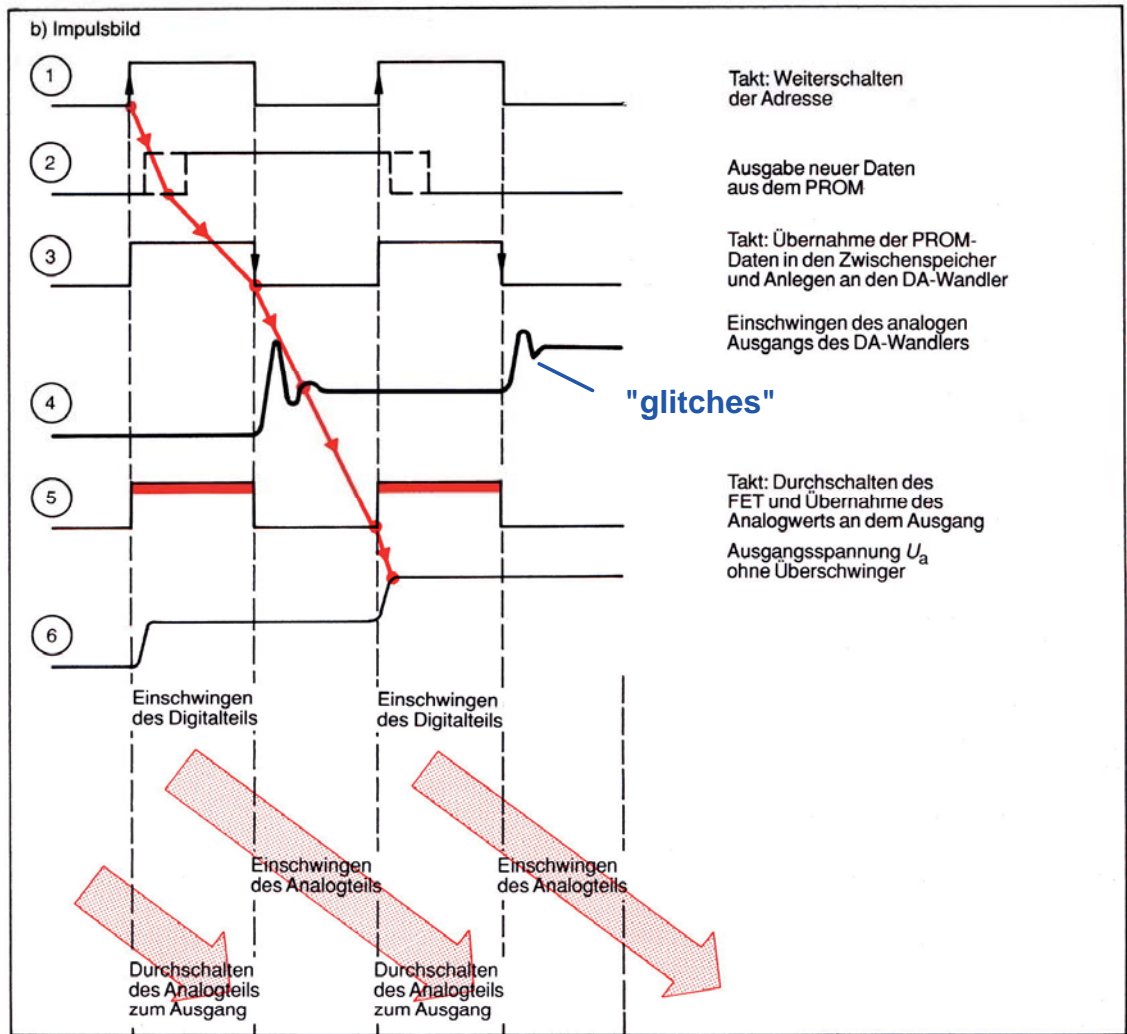 b) Impulsbild
1
Takt: Weiterschalten
der Adresse
2
Ausgabe neuer Daten
aus dem PROM
3
Takt: Übernahme der PROM-
Daten in den Zwischenspeicher
und Anlegen an den DA-Wandler
Einschwingen des analogen
Ausgangs des DA-Wandlers
"glitches"
4
5
Takt: Durchschalten des
FET und Übernahme des
Analogwerts an dem Ausgang
Ausgangsspannung Ua
ohne Überschwinger
6
Einschwingen
des Digitalteils
Einschwingen
des Digitalteils
Einschwingen
des Analogteils
Einschwingen
des Analogteils
Durchschalten
des Analogteils
zum Ausgang
Durchschalten
des Analogteils
zum Ausgang